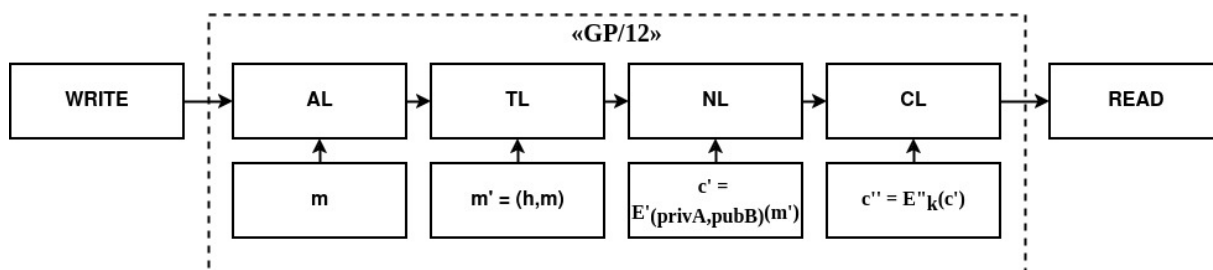 «GP/12»
WRITE
AL
TL
NL
CL
READ
m
m' = (h,m)
c' =
E'(privA,pubB)(m')
c'' = E"k(c')